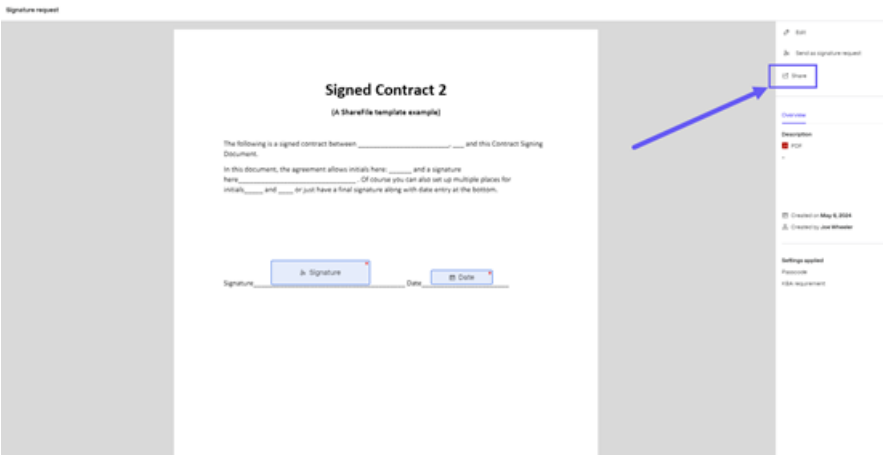 Signature request
Edit
Send as signature request
Share
Signed Contract 2
(A ShareFile template example)
The following is a signed contract between ______________________, ___ and this Contract Signing
Document.
In this document, the agreement allows initials here: ______ and a signature
here____________________________. Of course you can also set up multiple places for
initials_____ and ____ or just have a final signature along with date entry at the bottom.
Signature
Date
Signature____________________________________ Date____________________
Overview
Description
PDF
-
Created on May 6, 2024
Created by Joe Wheeler
Settings applied
Passcode
KBA requirement